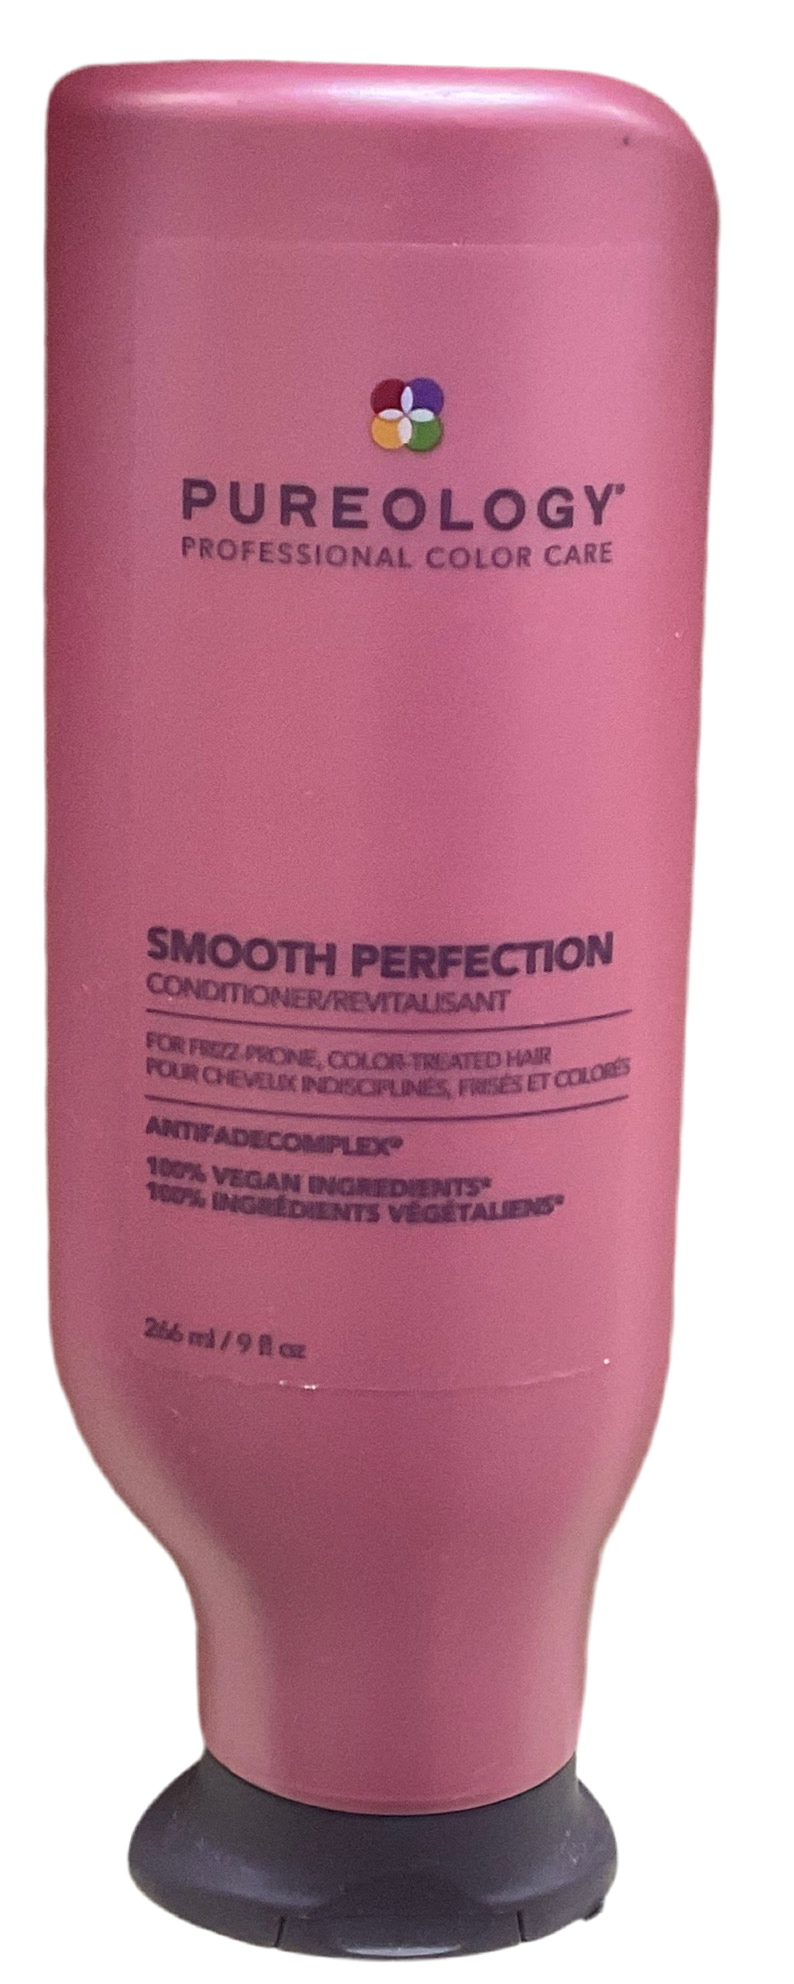 PUREOLOGY®
PROFESSIONAL COLOR CARE
SMOOTH PERFECTION
CONDITIONER/REVITALISANT
FOR FRIZZ-PRONE, COLOR-TREATED HAIR
POUR CHEVEUX INDISCIPLINÉS, FRISÉS ET COLORÉS
ANTIFADECOMPLEX®
100% VEGAN INGREDIENTS*
100% INGRÉDIENTS VÉGÉTALIENS*
266 ml / 9 fl oz